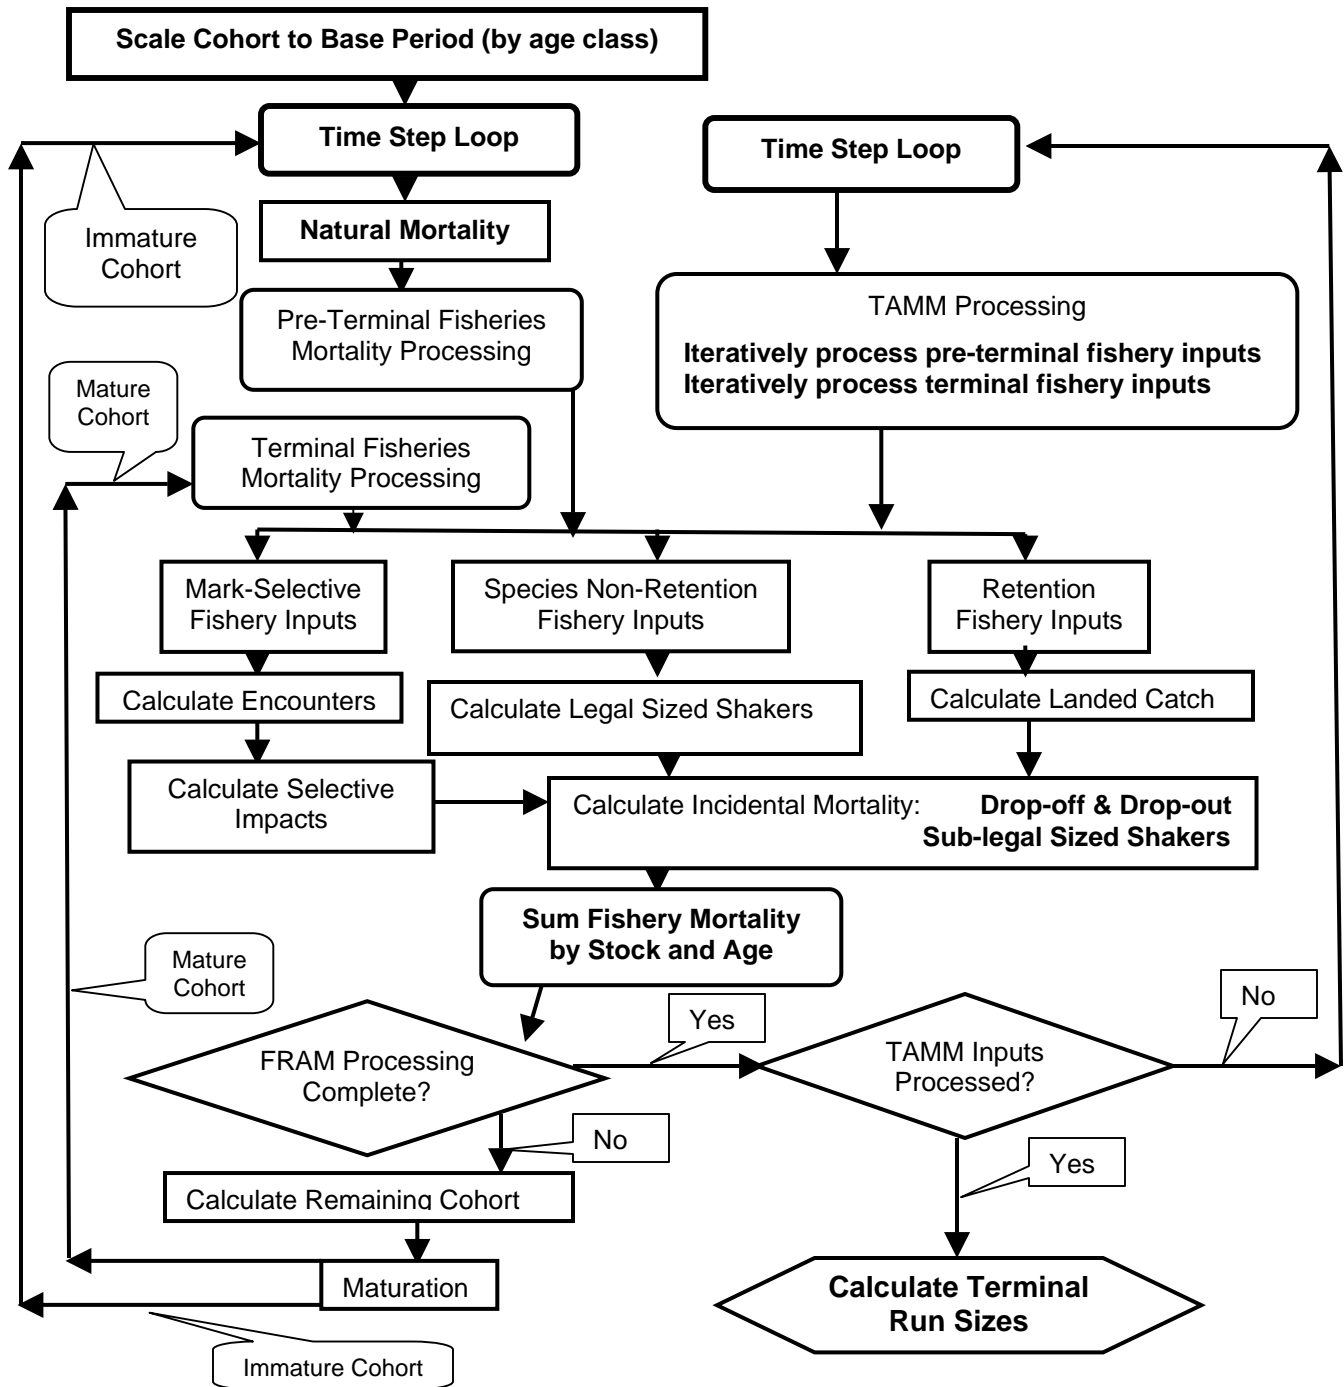 Scale Cohort to Base Period (by age class)
Time Step Loop
Time Step Loop
Natural Mortality
Immature
Cohort
Pre-Terminal Fisheries
Mortality Processing
TAMM Processing
Iteratively process pre-terminal fishery inputs
Iteratively process terminal fishery inputs
Mature
Cohort
Terminal Fisheries
Mortality Processing
Mark-Selective
Fishery Inputs
Species Non-Retention
Fishery Inputs
Retention
Fishery Inputs
Calculate Encounters
Calculate Legal Sized Shakers
Calculate Landed Catch
Calculate Selective
Impacts
Calculate Incidental Mortality: Drop-off & Drop-out
Sub-legal Sized Shakers
Sum Fishery Mortality
by Stock and Age
Mature
Cohort
Yes
No
FRAM Processing
Complete?
TAMM Inputs
Processed?
No
Yes
Calculate Remaining Cohort
Maturation
Calculate Terminal
Run Sizes
Immature Cohort